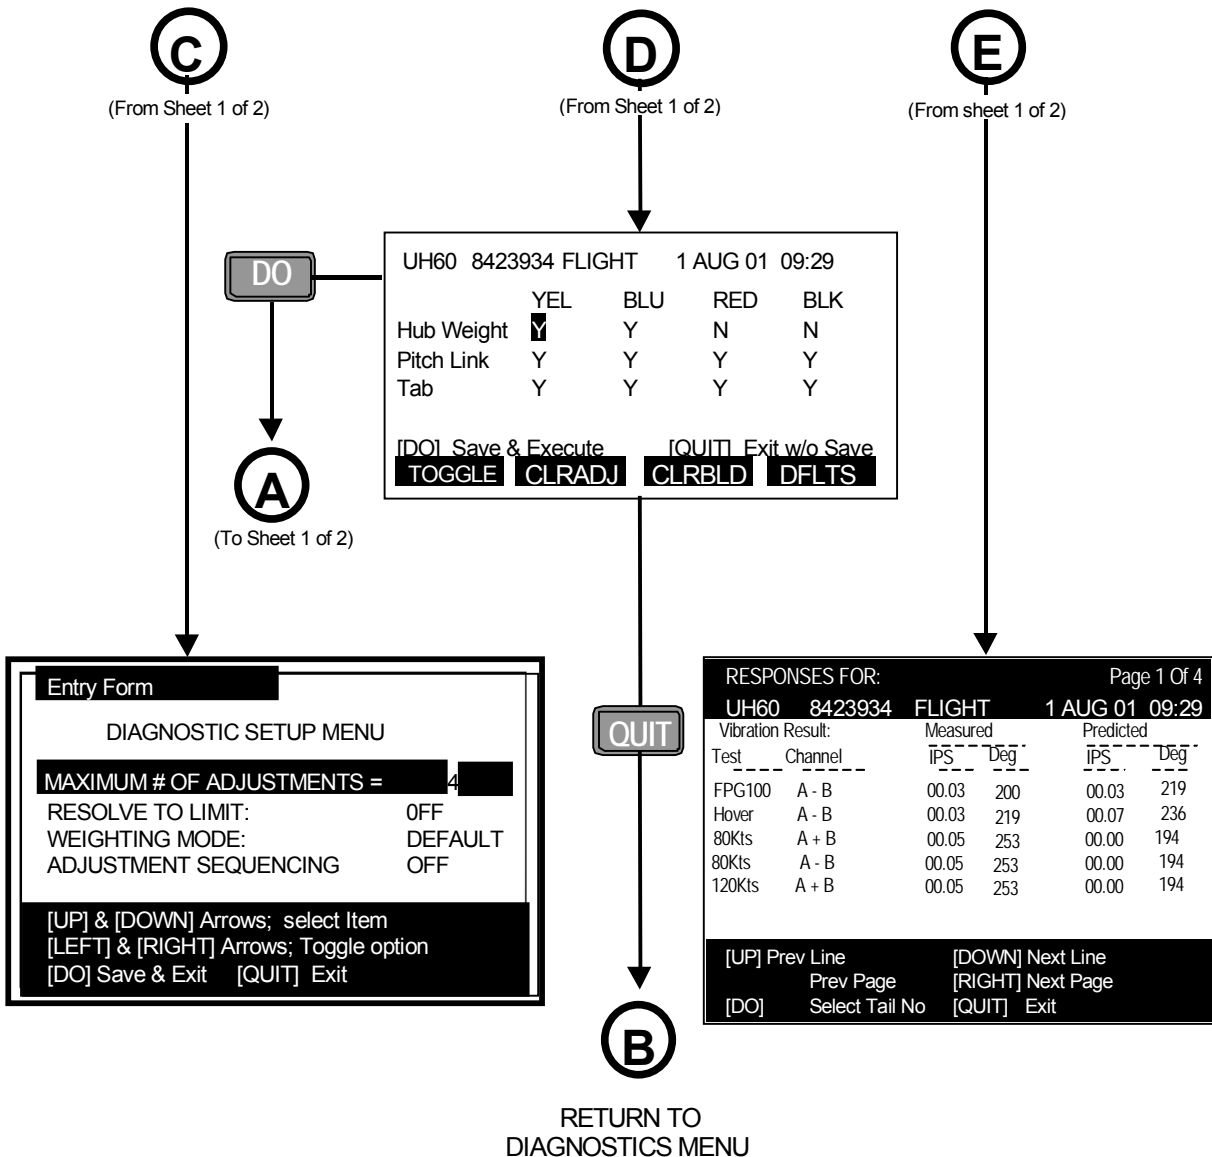 C
(From Sheet 1 of 2)
D
(From Sheet 1 of 2)
E
(From sheet 1 of 2)
DO
UH60 8423934 FLIGHT 1 AUG 01 09:29
YEL BLU RED BLK
Hub Weight Y Y N N
Pitch Link Y Y Y Y
Tab Y Y Y Y
[DO] Save & Execute [QUIT] Exit w/o Save
TOGGLE CLRADJ CLRBLD DFLTS
A
(To Sheet 1 of 2)
Entry Form
DIAGNOSTIC SETUP MENU
MAXIMUM # OF ADJUSTMENTS = 4
RESOLVE TO LIMIT: 0FF
WEIGHTING MODE: DEFAULT
ADJUSTMENT SEQUENCING OFF
[UP] & [DOWN] Arrows; select Item
[LEFT] & [RIGHT] Arrows; Toggle option
[DO] Save & Exit [QUIT] Exit
QUIT
RESPONSES FOR: Page 1 Of 4
UH60 8423934 FLIGHT 1 AUG 01 09:29
Vibration Result: Measured Predicted
Test Channel IPS Deg IPS Deg
FPG100 A - B 00.03 200 00.03 219
Hover A - B 00.03 219 00.07 236
80Kts A + B 00.05 253 00.00 194
80Kts A - B 00.05 253 00.00 194
120Kts A + B 00.05 253 00.00 194
[UP] Prev Line [DOWN] Next Line
Prev Page [RIGHT] Next Page
[DO] Select Tail No [QUIT] Exit
B
RETURN TO
DIAGNOSTICS MENU